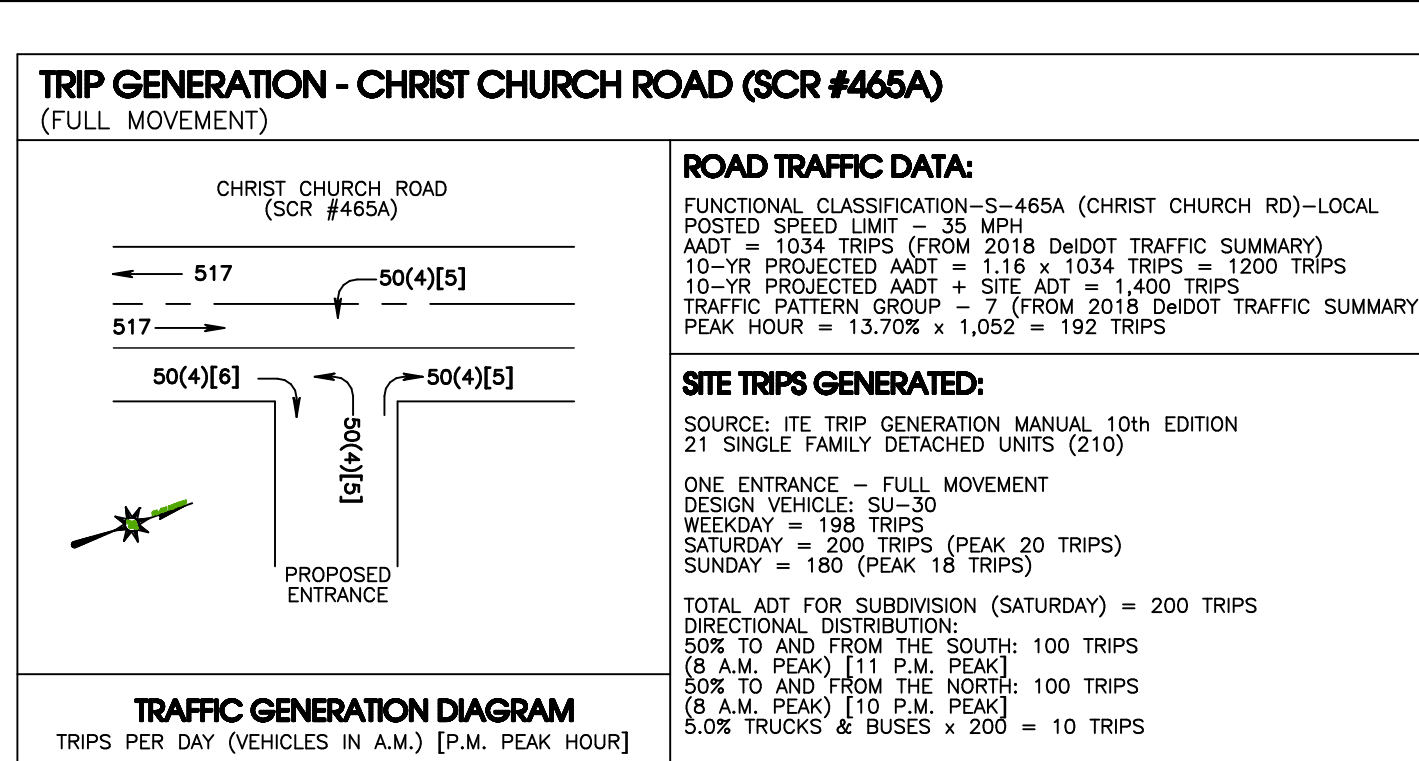 TRIP GENERATION - CHRIST CHURCH ROAD (SCR #465A)
(FULL MOVEMENT)
CHRIST CHURCH ROAD
(SCR #465A)
517
50(4)[5]
517
50(4)[6]
50(4)[5]
50(4)[5]
PROPOSED
ENTRANCE
TRAFFIC GENERATION DIAGRAM
TRIPS PER DAY (VEHICLES IN A.M.) [P.M. PEAK HOUR]
ROAD TRAFFIC DATA:
FUNCTIONAL CLASSIFICATION-S-465A (CHRIST CHURCH RD)-LOCAL
POSTED SPEED LIMIT - 35 MPH
AADT = 1034 TRIPS (FROM 2018 DelDOT TRAFFIC SUMMARY)
10-YR PROJECTED AADT = 1.16 x 1034 TRIPS = 1200 TRIPS
10-YR PROJECTED AADT + SITE ADT = 1,400 TRIPS
TRAFFIC PATTERN GROUP - 7 (FROM 2018 DelDOT TRAFFIC SUMMARY
PEAK HOUR = 13.70% x 1,052 = 192 TRIPS
SITE TRIPS GENERATED:
SOURCE: ITE TRIP GENERATION MANUAL 10th EDITION
21 SINGLE FAMILY DETACHED UNITS (210)
ONE ENTRANCE - FULL MOVEMENT
DESIGN VEHICLE: SU-30
WEEKDAY = 198 TRIPS
SATURDAY = 200 TRIPS (PEAK 20 TRIPS)
SUNDAY = 180 (PEAK 18 TRIPS)
TOTAL ADT FOR SUBDIVISION (SATURDAY) = 200 TRIPS
DIRECTIONAL DISTRIBUTION:
50% TO AND FROM THE SOUTH: 100 TRIPS
(8 A.M. PEAK) [11 P.M. PEAK]
50% TO AND FROM THE NORTH: 100 TRIPS
(8 A.M. PEAK) [10 P.M. PEAK]
5.0% TRUCKS & BUSES x 200 = 10 TRIPS